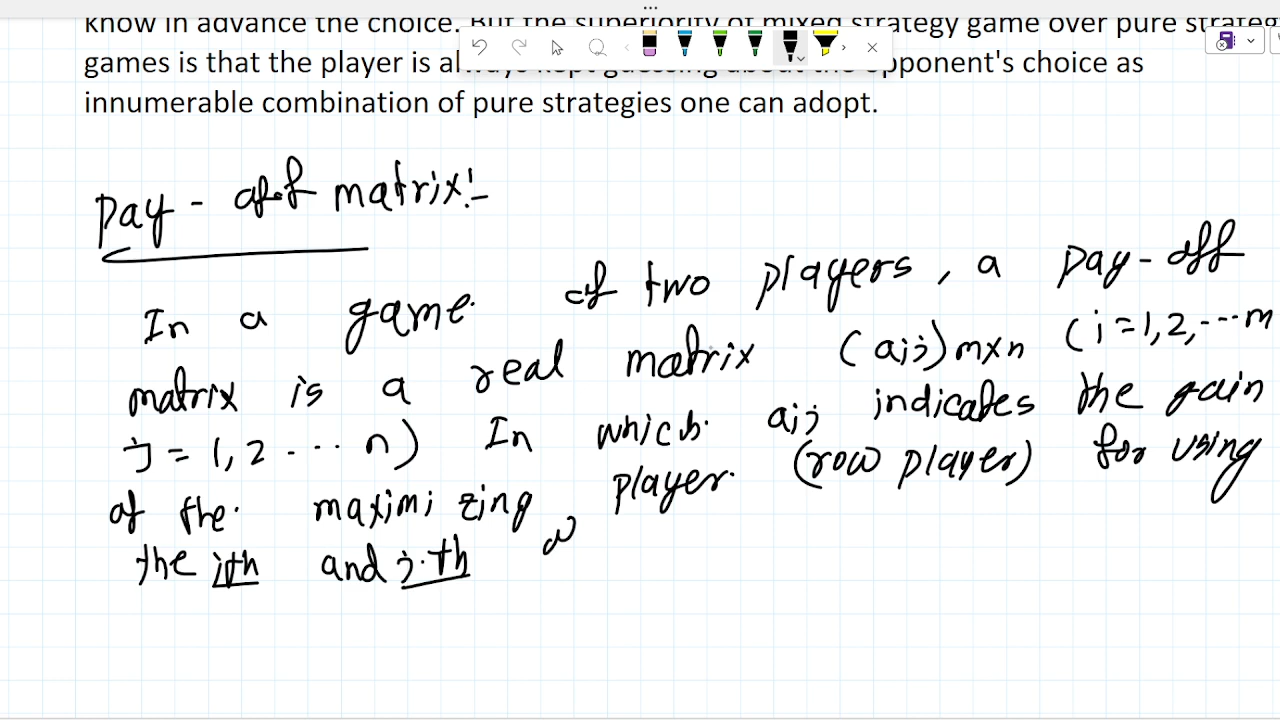 know in advance the choice. But the superiority of mixed strategy game over pure strateg
games is that the player is always kept guessing about the opponent's choice as
innumerable combination of pure strategies one can adopt.
pay - off matrix:-
In a game of two players, a pay-off
matrix is a real matrix (aij)m×n (i=1,2,...m
j = 1,2 ... n) In which aij indicates the gain
of the maximizing player (row player) for using
the ith and j.th